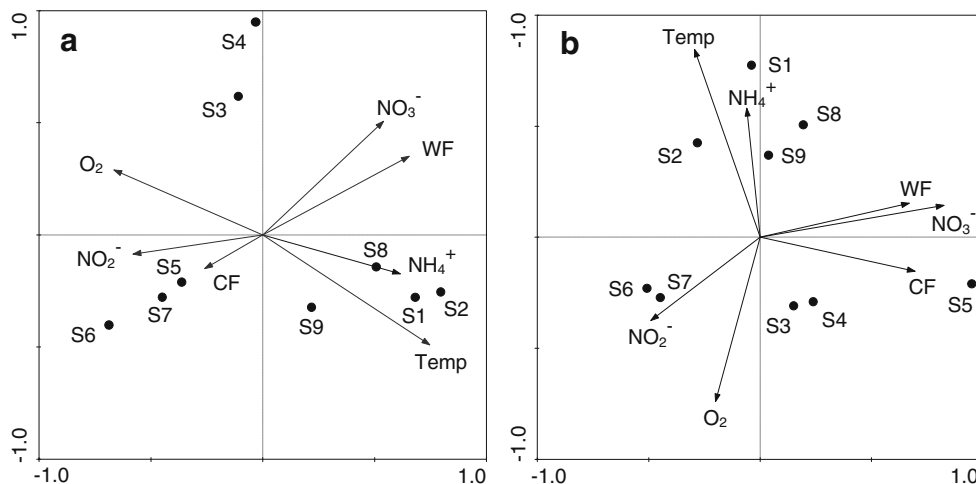 a
1.0
S4
S3
NO₃⁻
WF
O₂
NO₂⁻
S5
CF
S7
S6
S8
NH₄⁺
S9
S1
S2
Temp
-1.0
-1.0
1.0
b
-1.0
Temp
S1
NH₄⁺
S8
S2
S9
WF
NO₃⁻
CF
S6
S7
S5
NO₂⁻
S3
S4
O₂
-1.0
-1.0
1.0